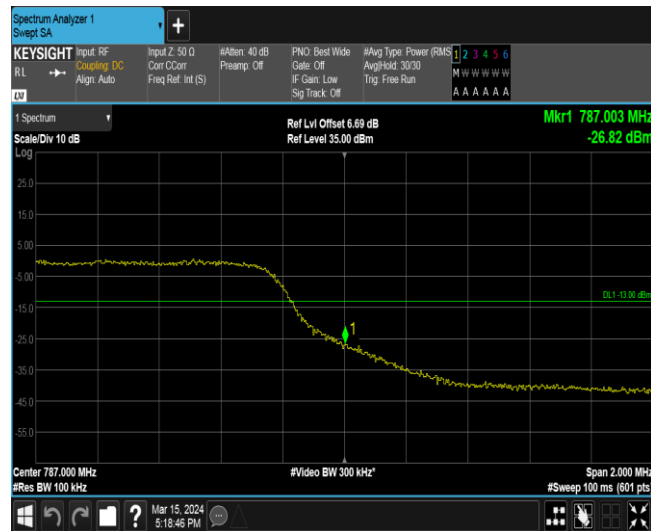 Spectrum Analyzer 1
Swept SA
+
KEYSIGHT
RL
LXI
Input: RF
Coupling: DC
Align: Auto
Input Z: 50 Ω
Corr CCorr
Freq Ref: Int (S)
#Atten: 40 dB
Preamp: Off
PNO: Best Wide
Gate: Off
IF Gain: Low
Sig Track: Off
#Avg Type: Power (RMS
Avg|Hold: 30/30
Trig: Free Run
1 2 3 4 5 6
M W W W W W
A A A A A A
1 Spectrum
Scale/Div 10 dB
Log
Ref Lvl Offset 6.69 dB
Ref Level 35.00 dBm
Mkr1 787.003 MHz
-26.82 dBm
25.0
15.0
5.00
-5.00
DL1 -13.00 dBm
-15.0
1
-25.0
-35.0
-45.0
-55.0
Center 787.000 MHz
#Video BW 300 kHz*
Span 2.000 MHz
#Res BW 100 kHz
#Sweep 100 ms (601 pts)
?
Mar 15, 2024
5:18:46 PM